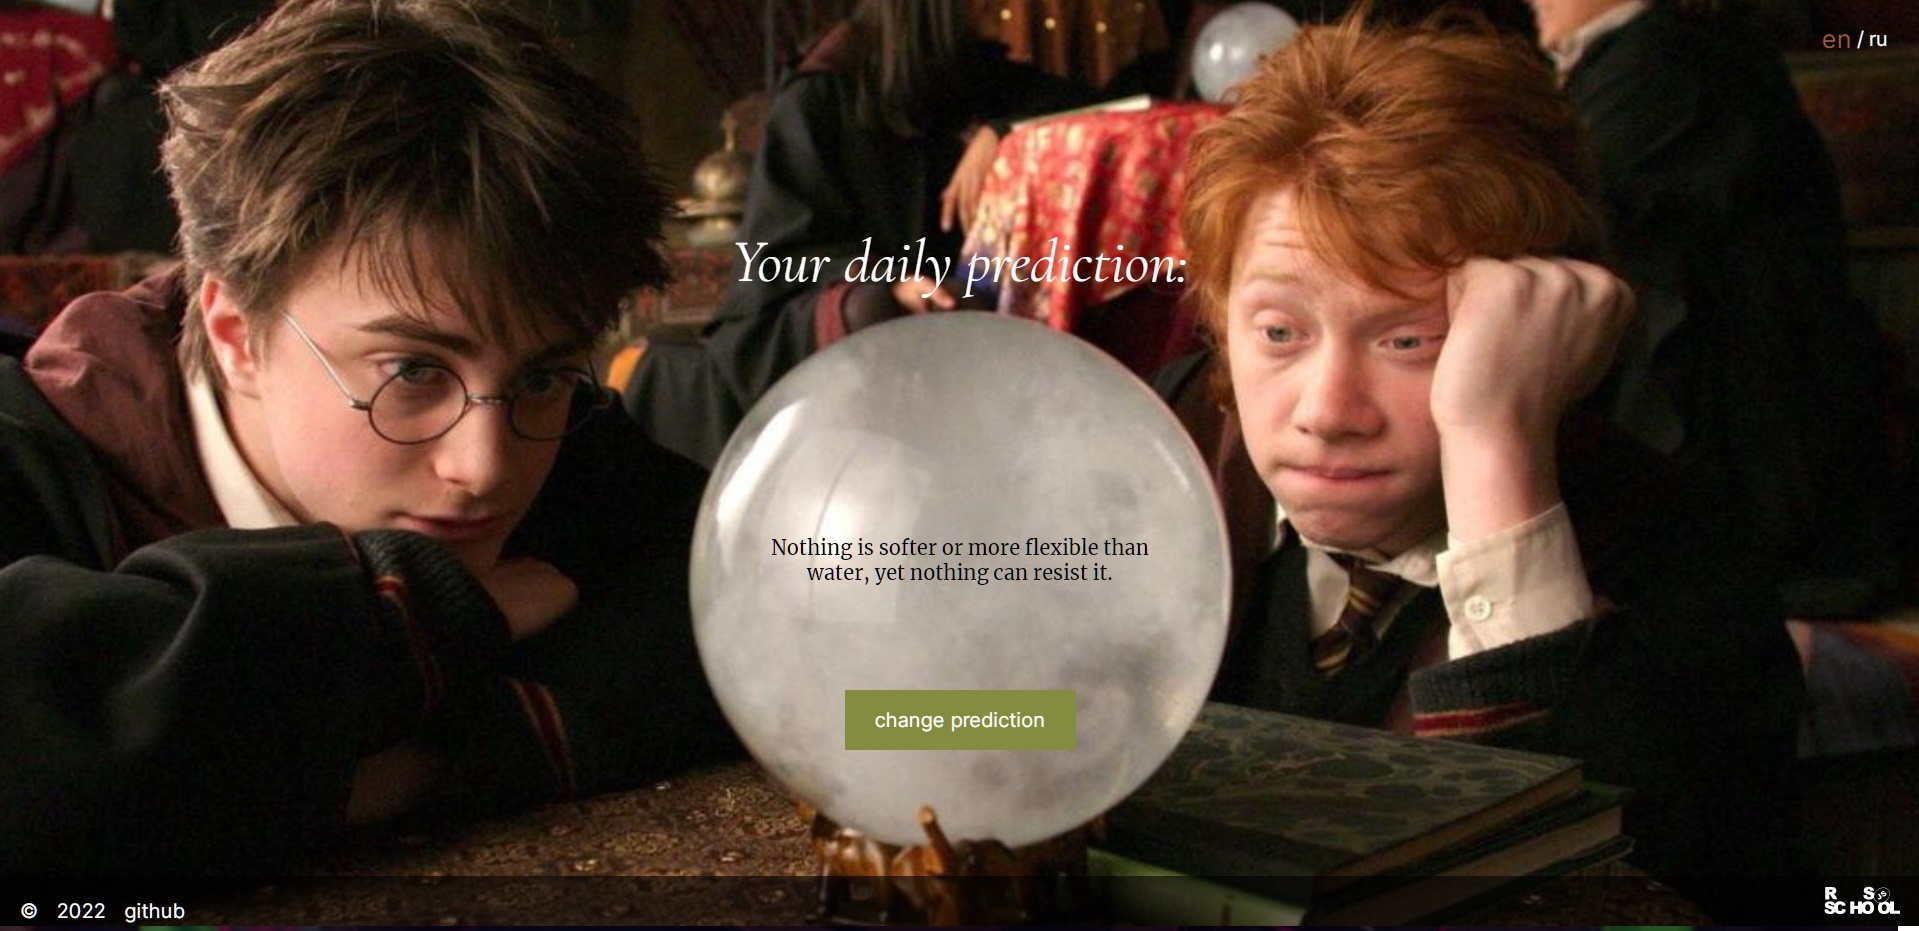 en / ru
Your daily prediction:
Nothing is softer or more flexible than
water, yet nothing can resist it.
change prediction
© 2022 github
RS
SCHOOL